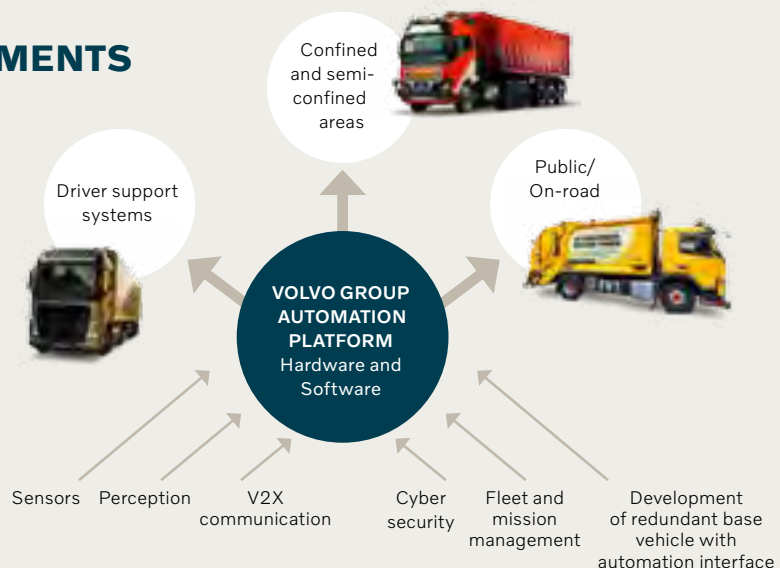 MENTS
Confined
and semi-
confined
areas
Driver support
systems
Public/
On-road
VOLVO GROUP
AUTOMATION
PLATFORM
Hardware and
Software
Sensors
Perception
V2X
communication
Cyber
security
Fleet and
mission
management
Development
of redundant base
vehicle with
automation interface